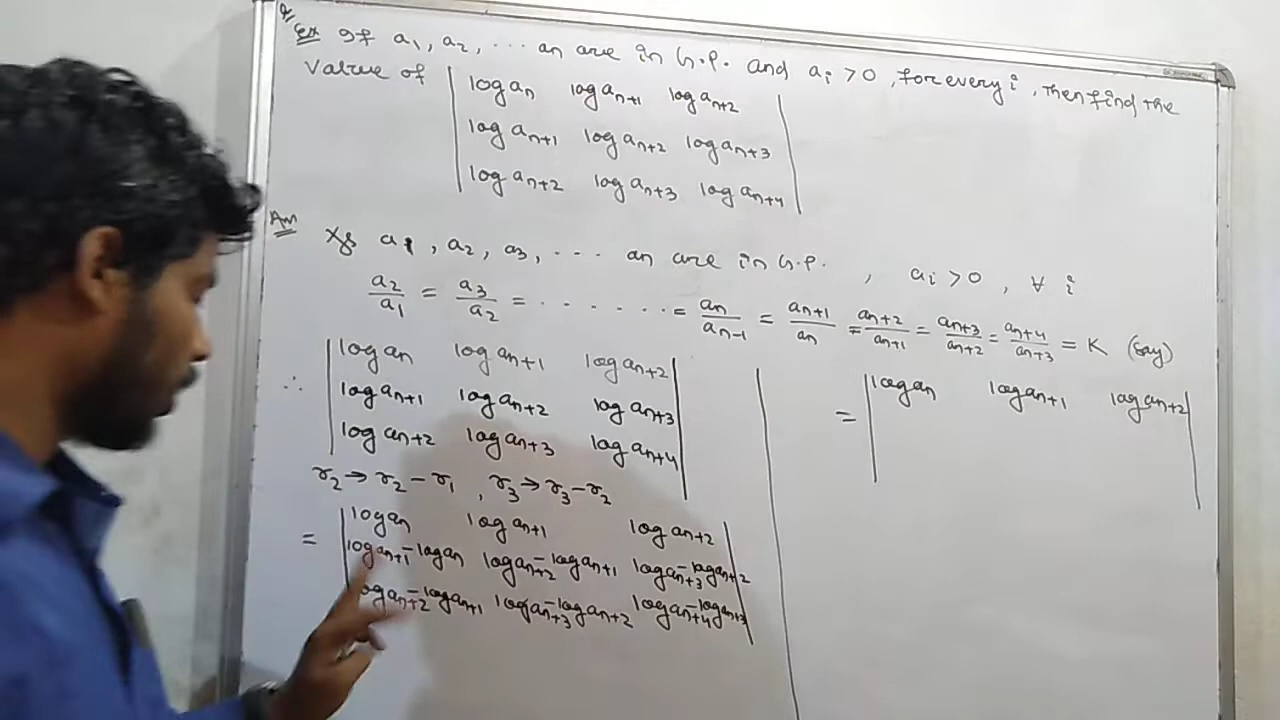 Q/ Ex If a₁, a₂, ... an are in G.P. and aᵢ > 0, for every i, then find the
value of | log aₙ log aₙ₊₁ log aₙ₊₂ |
| log aₙ₊₁ log aₙ₊₂ log aₙ₊₃ |
| log aₙ₊₂ log aₙ₊₃ log aₙ₊₄ |
Ans a₁, a₂, a₃, ... an are in G.P., aᵢ > 0, ∀ i
a₂/a₁ = a₃/a₂ = . . . . . . = aₙ/aₙ₋₁ = aₙ₊₁/aₙ = aₙ₊₂/aₙ₊₁ = aₙ₊₃/aₙ₊₂ = aₙ₊₄/aₙ₊₃ = K (say)
∴ | log aₙ log aₙ₊₁ log aₙ₊₂ |
| log aₙ₊₁ log aₙ₊₂ log aₙ₊₃ |
| log aₙ₊₂ log aₙ₊₃ log aₙ₊₄ |
r₂ → r₂ - r₁, r₃ → r₃ - r₂
= | log aₙ log aₙ₊₁ log aₙ₊₂ |
| log aₙ₊₁ - log aₙ log aₙ₊₂ - log aₙ₊₁ log aₙ₊₃ - log aₙ₊₂ |
| log aₙ₊₂ - log aₙ₊₁ log aₙ₊₃ - log aₙ₊₂ log aₙ₊₄ - log aₙ₊₃ |
= | log aₙ log aₙ₊₁ log aₙ₊₂ |